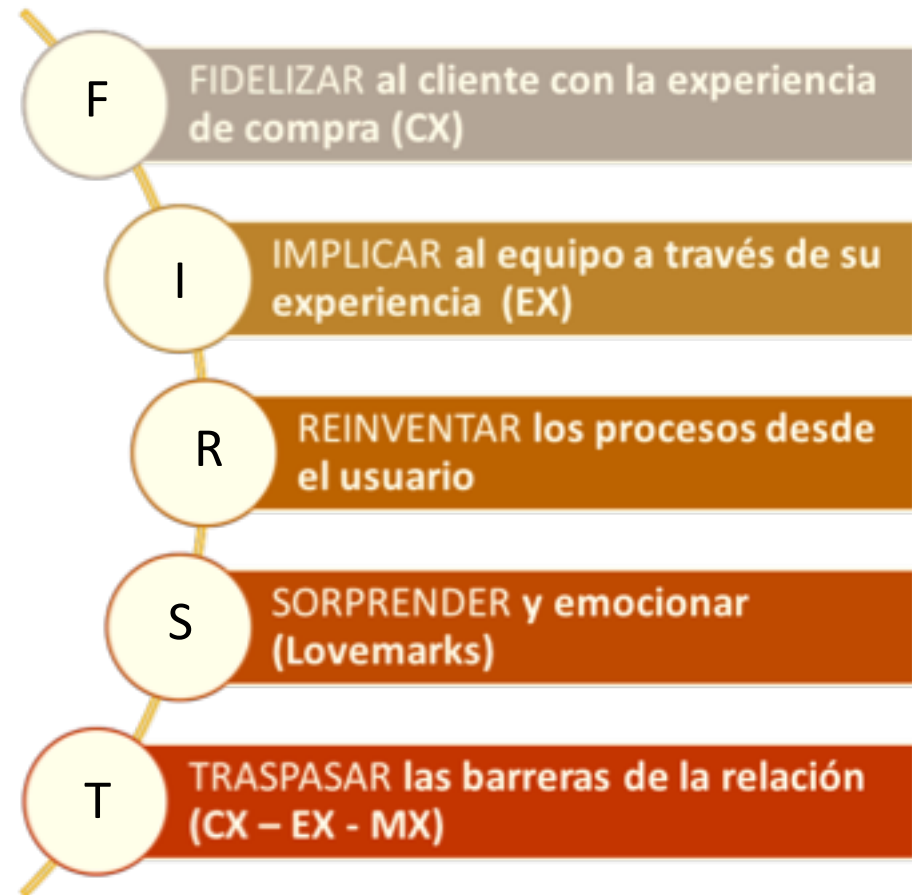 F
FIDELIZAR al cliente con la experiencia
de compra (CX)
I
IMPLICAR al equipo a través de su
experiencia (EX)
R
REINVENTAR los procesos desde
el usuario
S
SORPRENDER y emocionar
(Lovemarks)
T
TRASPASAR las barreras de la relación
(CX – EX - MX)